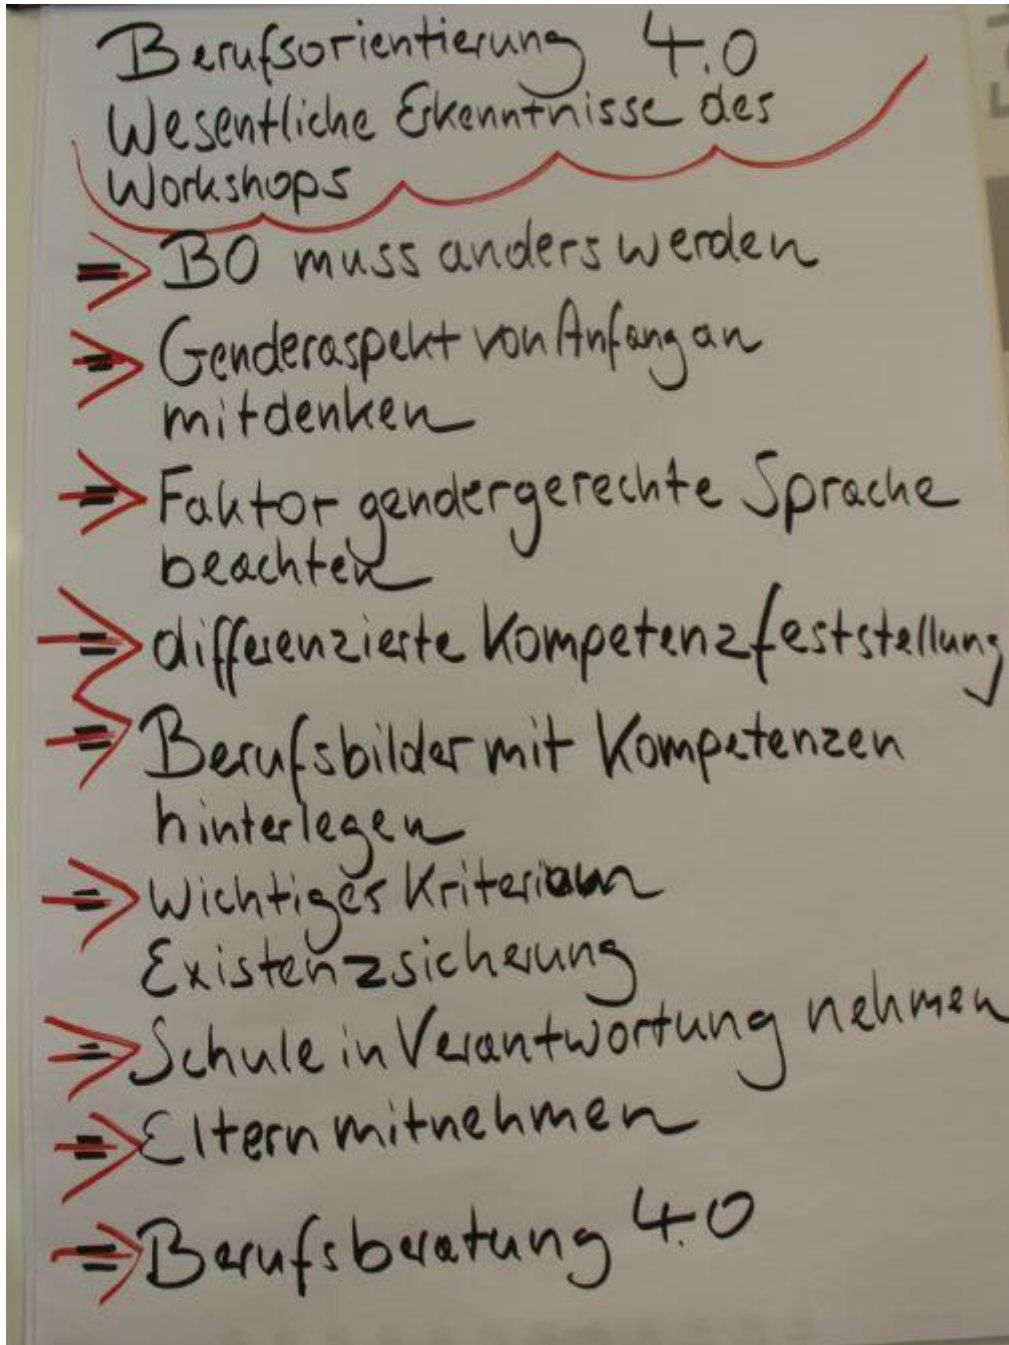 Berufsorientierung 4.0
Wesentliche Erkenntnisse des
Workshops
BO muss anders werden
Genderaspekt von Anfang an
mitdenken
Faktor gendergerechte Sprache
beachten
differenzierte Kompetenzfeststellung
Berufsbilder mit Kompetenzen
hinterlegen
Wichtiges Kriterium
Existenzsicherung
Schule in Verantwortung nehmen
Eltern mitnehmen
Berufsberatung 4.0